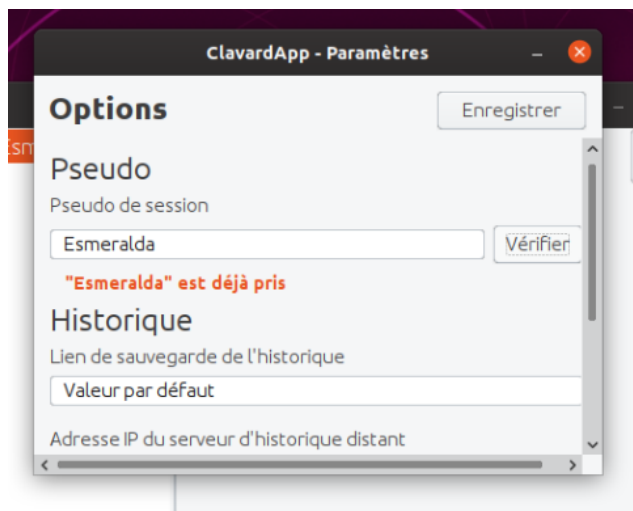 ClavardApp - Paramètres
Options
Enregistrer
Pseudo
Pseudo de session
Esmeralda
Vérifier
"Esmeralda" est déjà pris
Historique
Lien de sauvegarde de l'historique
Valeur par défaut
Adresse IP du serveur d'historique distant